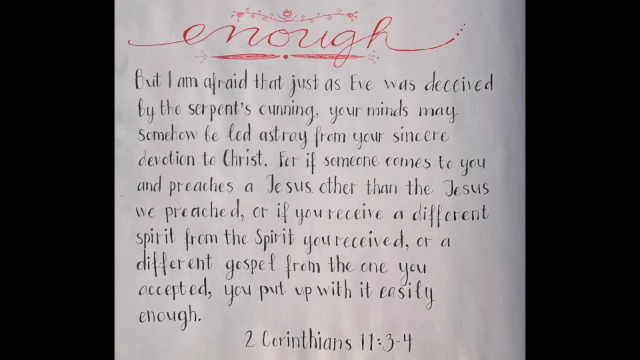 enough
But I am afraid that just as Eve was deceived
by the serpent's cunning, your minds may
somehow be led astray from your sincere
devotion to Christ. For if someone comes to you
and preaches a Jesus other than the Jesus
we preached, or if you receive a different
spirit from the Spirit you received, or a
different gospel from the one you
accepted, you put up with it easily
enough.
2 Corinthians 11:3-4